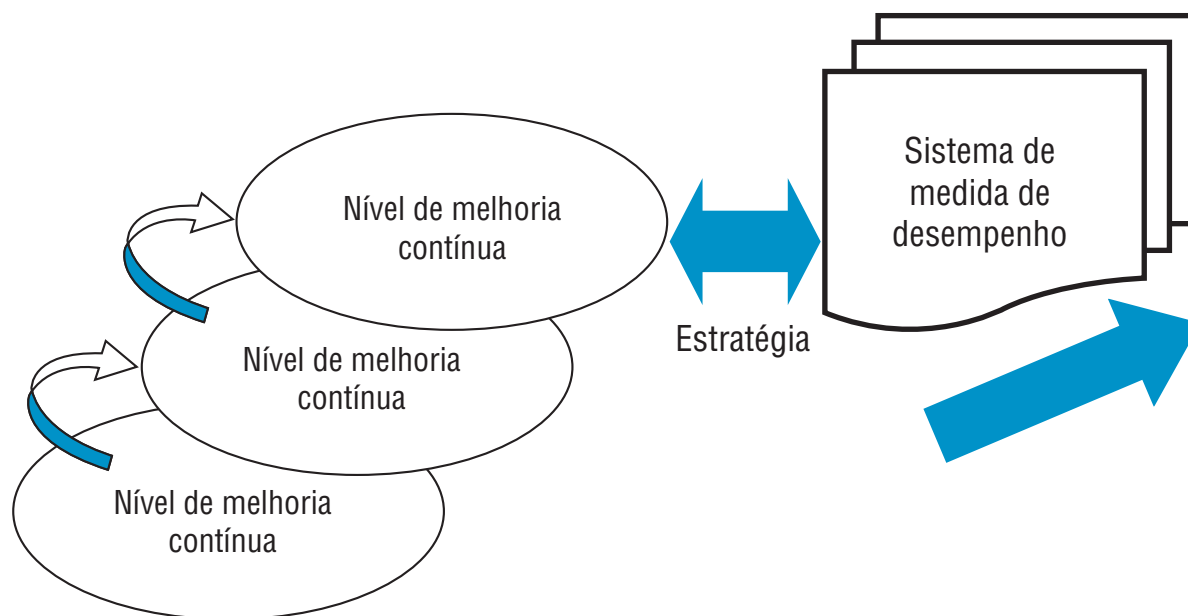 Sistema de
medida de
desempenho
Nível de melhoria
contínua
Estratégia
Nível de melhoria
contínua
Nível de melhoria
contínua